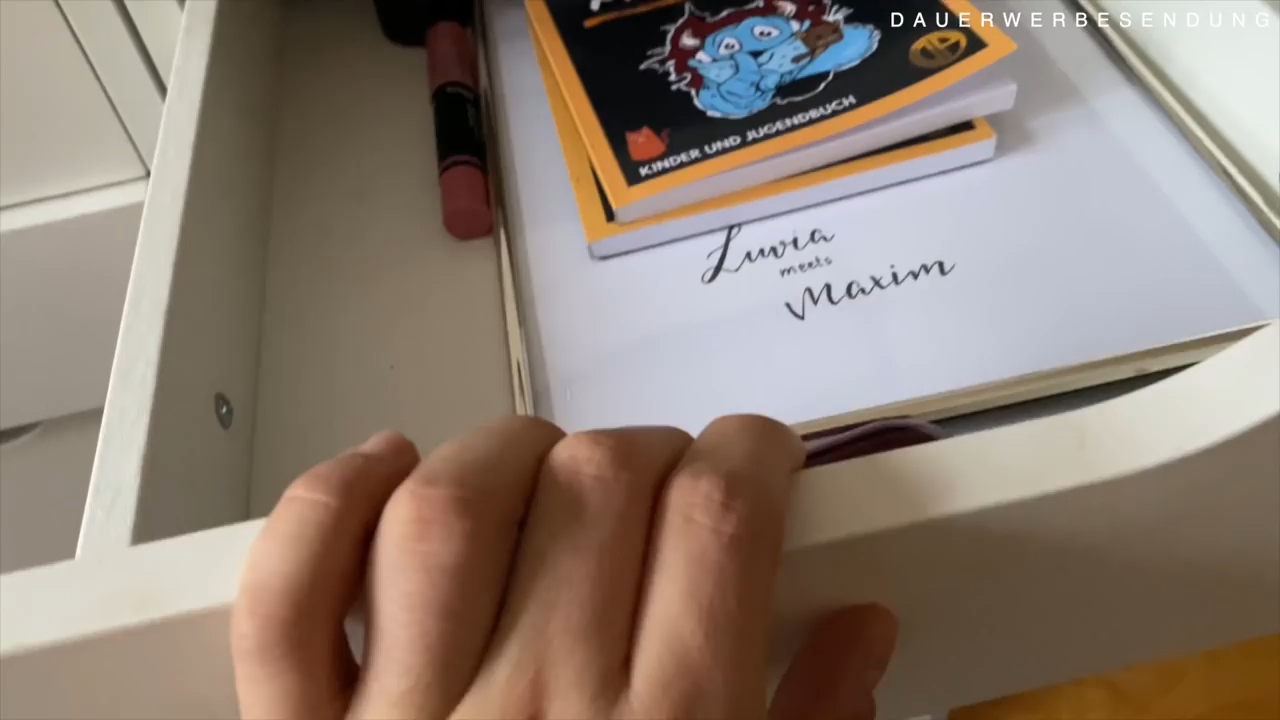 DAUERWERBESENDUNG
KINDER UND JUGENDBUCH
Luvia
meets
Maxim